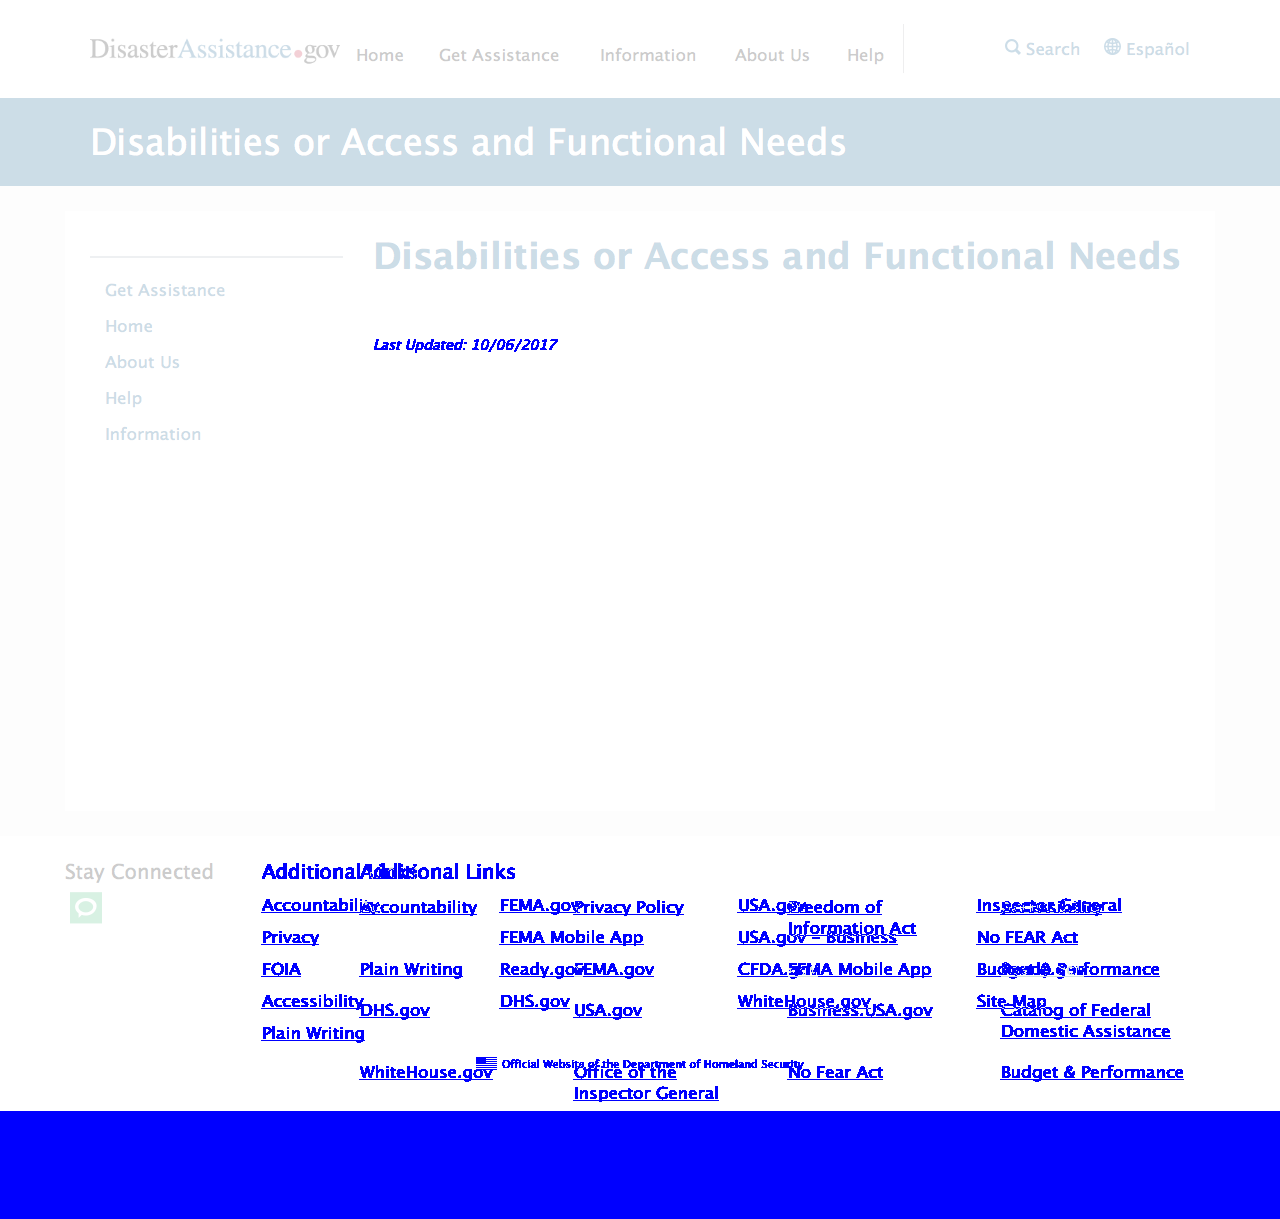 DisasterAssistance.gov
Home Get Assistance Information About Us Help
Search Español
Disabilities or Access and Functional Needs
Disabilities or Access and Functional Needs
Get Assistance
Home
About Us
Help
Information
Last Updated: 10/06/2017
Stay Connected
Additional Links
Additional Links
Accountability FEMA.gov USA.gov Inspector General
Accountability Privacy Policy Freedom of Information Act
Privacy FEMA Mobile App USA.gov – Business No FEAR Act
FOIA Ready.gov CFDA.gov Budget & Performance
Plain Writing FEMA.gov FEMA Mobile App
Accessibility DHS.gov WhiteHouse.gov Site Map
DHS.gov USA.gov Business.USA.gov Catalog of Federal Domestic Assistance
Plain Writing
Official Website of the Department of Homeland Security
WhiteHouse.gov Office of the Inspector General No Fear Act Budget & Performance